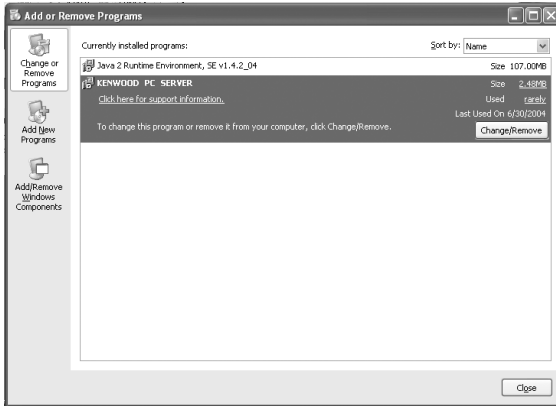 Add or Remove Programs
Change or
Remove
Programs
Add New
Programs
Add/Remove
Windows
Components
Currently installed programs:
Sort by: Name
Java 2 Runtime Environment, SE v1.4.2_04 Size 107.00MB
KENWOOD PC SERVER Size 2.48MB
Click here for support information. Used rarely
Last Used On 6/30/2004
To change this program or remove it from your computer, click Change/Remove. Change/Remove
Close